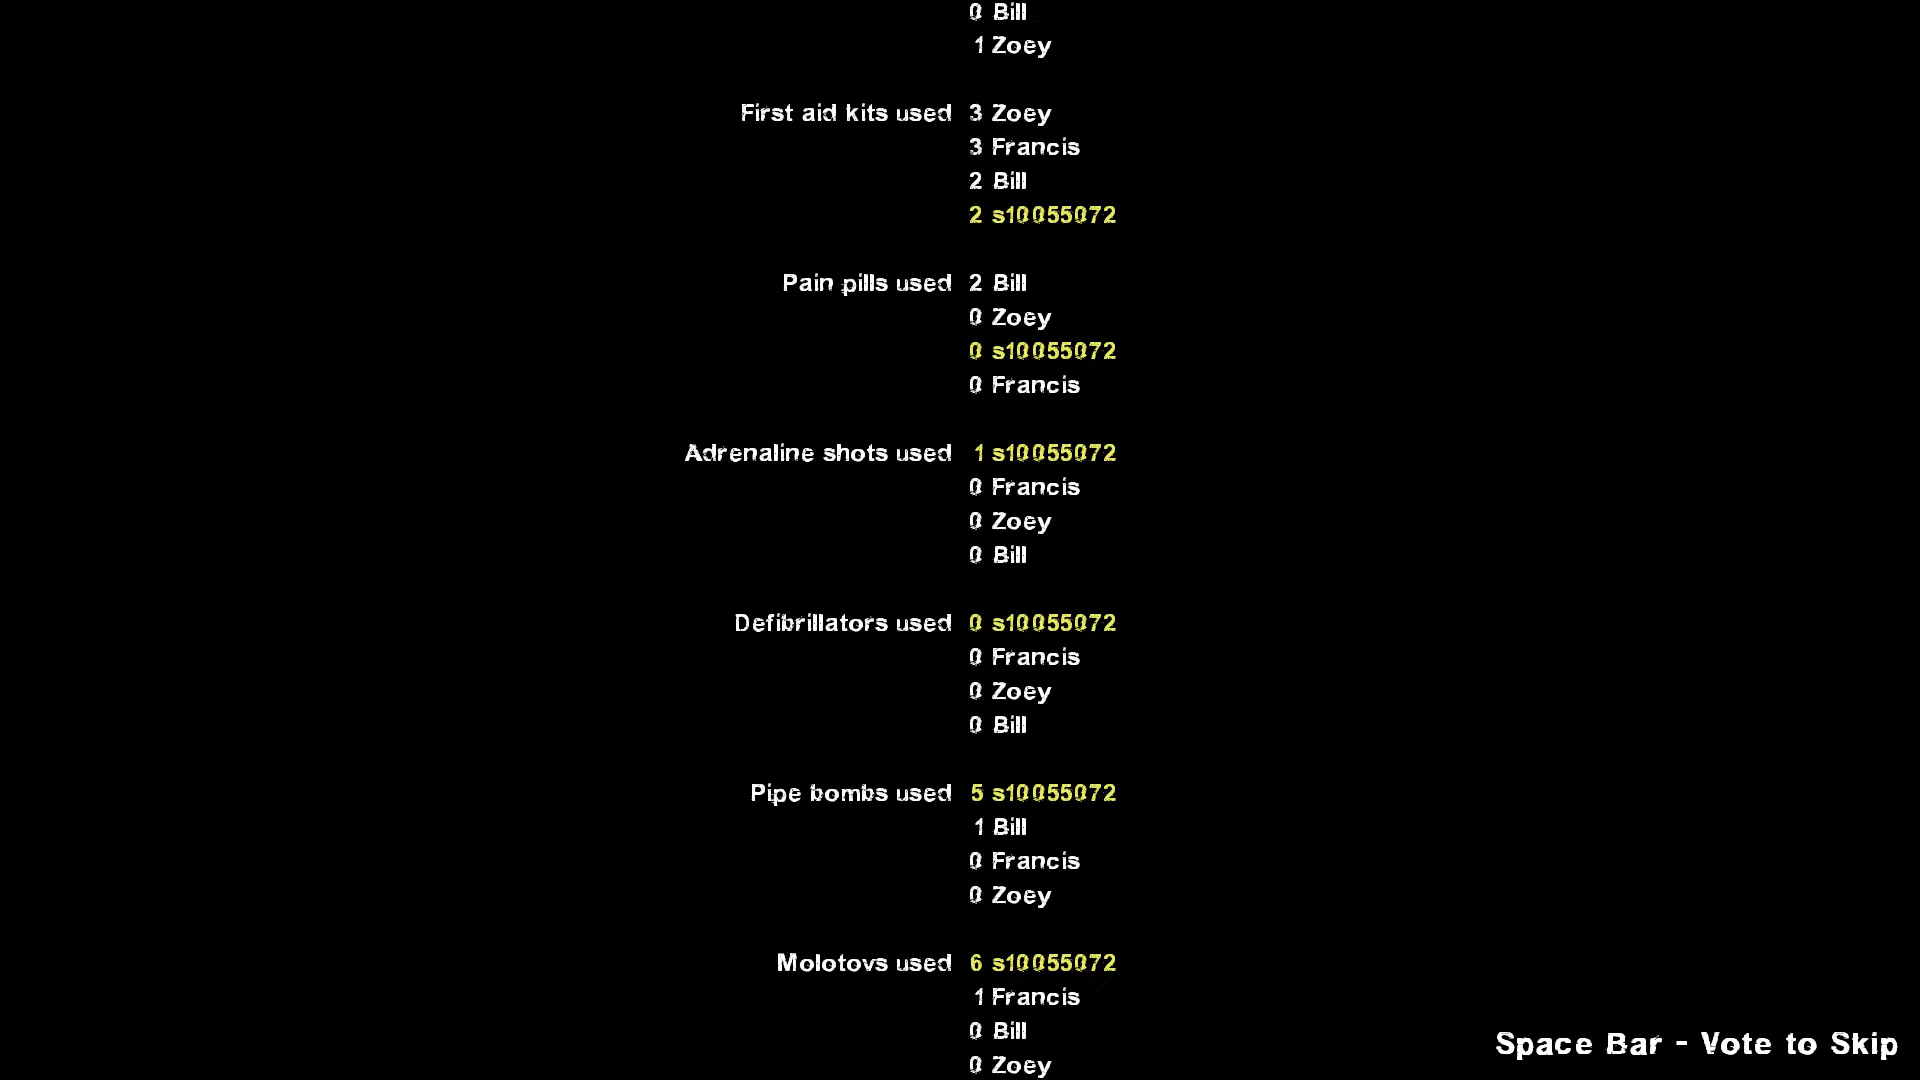 0 Bill
1 Zoey
First aid kits used 3 Zoey
3 Francis
2 Bill
2 s10055072
Pain pills used 2 Bill
0 Zoey
0 s10055072
0 Francis
Adrenaline shots used 1 s10055072
0 Francis
0 Zoey
0 Bill
Defibrillators used 0 s10055072
0 Francis
0 Zoey
0 Bill
Pipe bombs used 5 s10055072
1 Bill
0 Francis
0 Zoey
Molotovs used 6 s10055072
1 Francis
0 Bill
0 Zoey
Space Bar - Vote to Skip